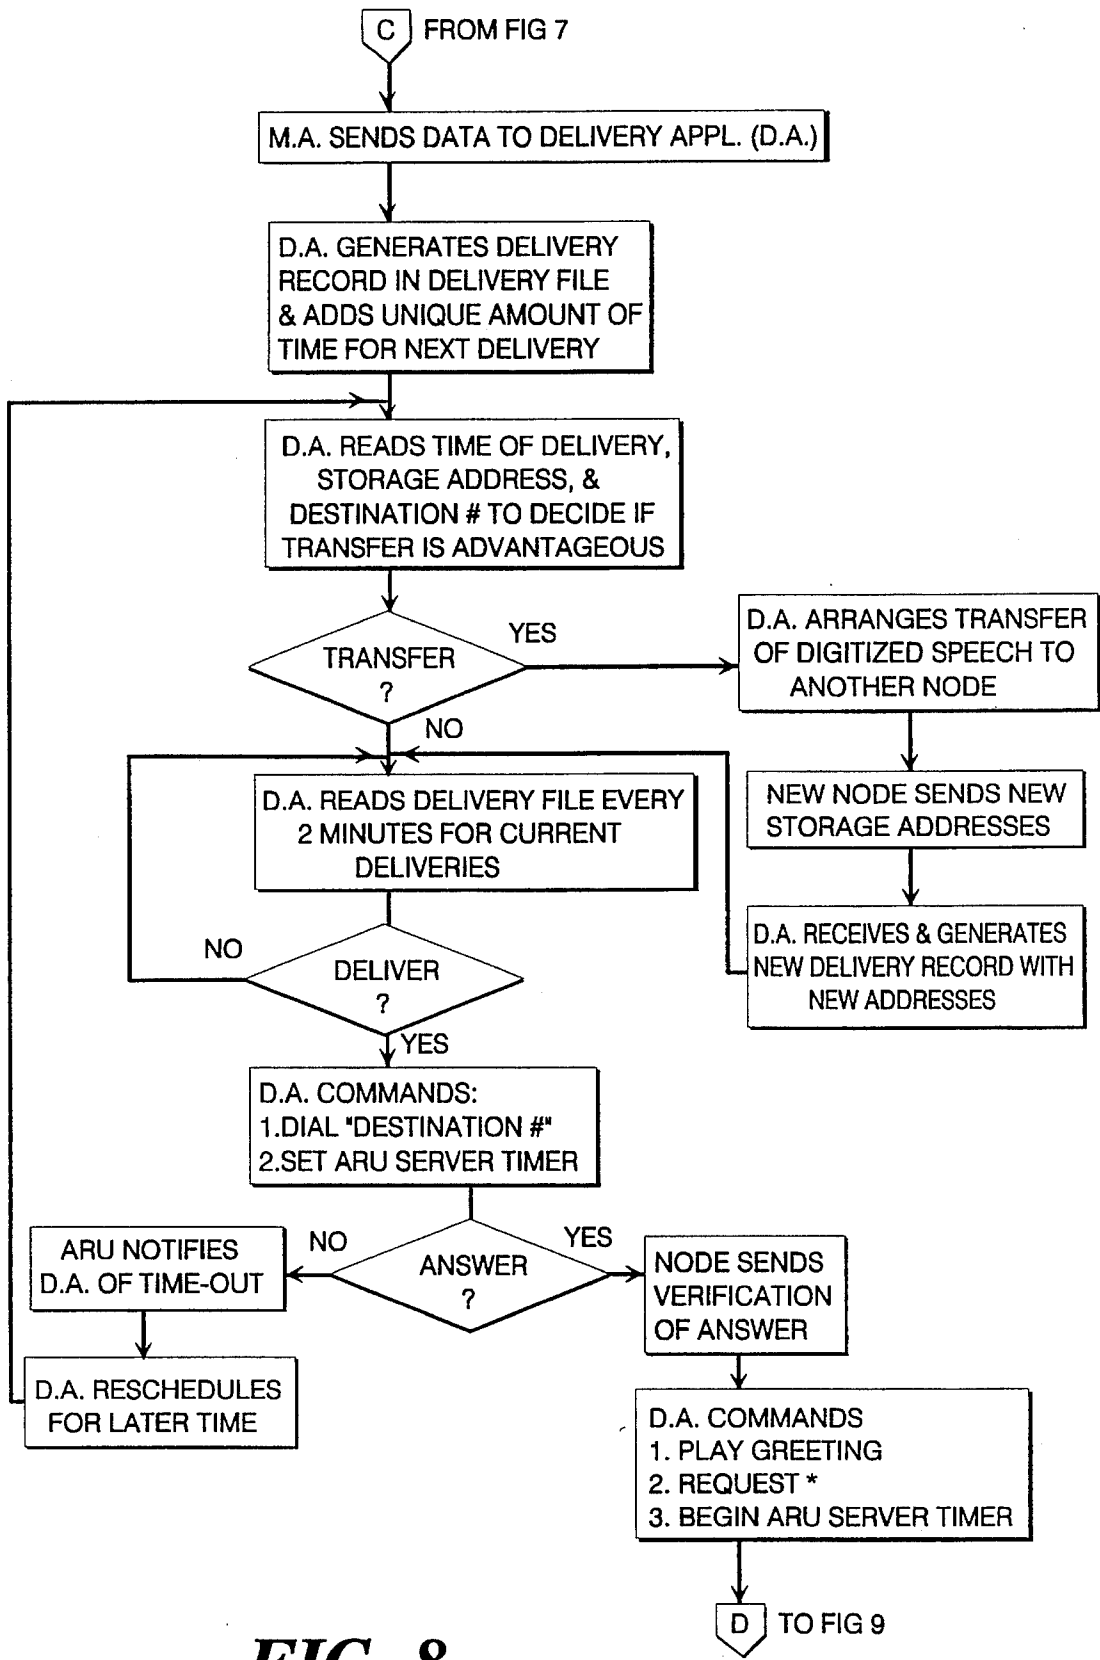 C FROM FIG 7
M.A. SENDS DATA TO DELIVERY APPL. (D.A.)
D.A. GENERATES DELIVERY
RECORD IN DELIVERY FILE
& ADDS UNIQUE AMOUNT OF
TIME FOR NEXT DELIVERY
D.A. READS TIME OF DELIVERY,
STORAGE ADDRESS, &
DESTINATION # TO DECIDE IF
TRANSFER IS ADVANTAGEOUS
TRANSFER
?
YES
NO
D.A. ARRANGES TRANSFER
OF DIGITIZED SPEECH TO
ANOTHER NODE
NEW NODE SENDS NEW
STORAGE ADDRESSES
D.A. RECEIVES & GENERATES
NEW DELIVERY RECORD WITH
NEW ADDRESSES
D.A. READS DELIVERY FILE EVERY
2 MINUTES FOR CURRENT
DELIVERIES
NO
DELIVER
?
YES
D.A. COMMANDS:
1.DIAL "DESTINATION #"
2.SET ARU SERVER TIMER
NO
ANSWER
?
YES
ARU NOTIFIES
D.A. OF TIME-OUT
D.A. RESCHEDULES
FOR LATER TIME
NODE SENDS
VERIFICATION
OF ANSWER
D.A. COMMANDS
1. PLAY GREETING
2. REQUEST *
3. BEGIN ARU SERVER TIMER
D TO FIG 9
FIG. 8